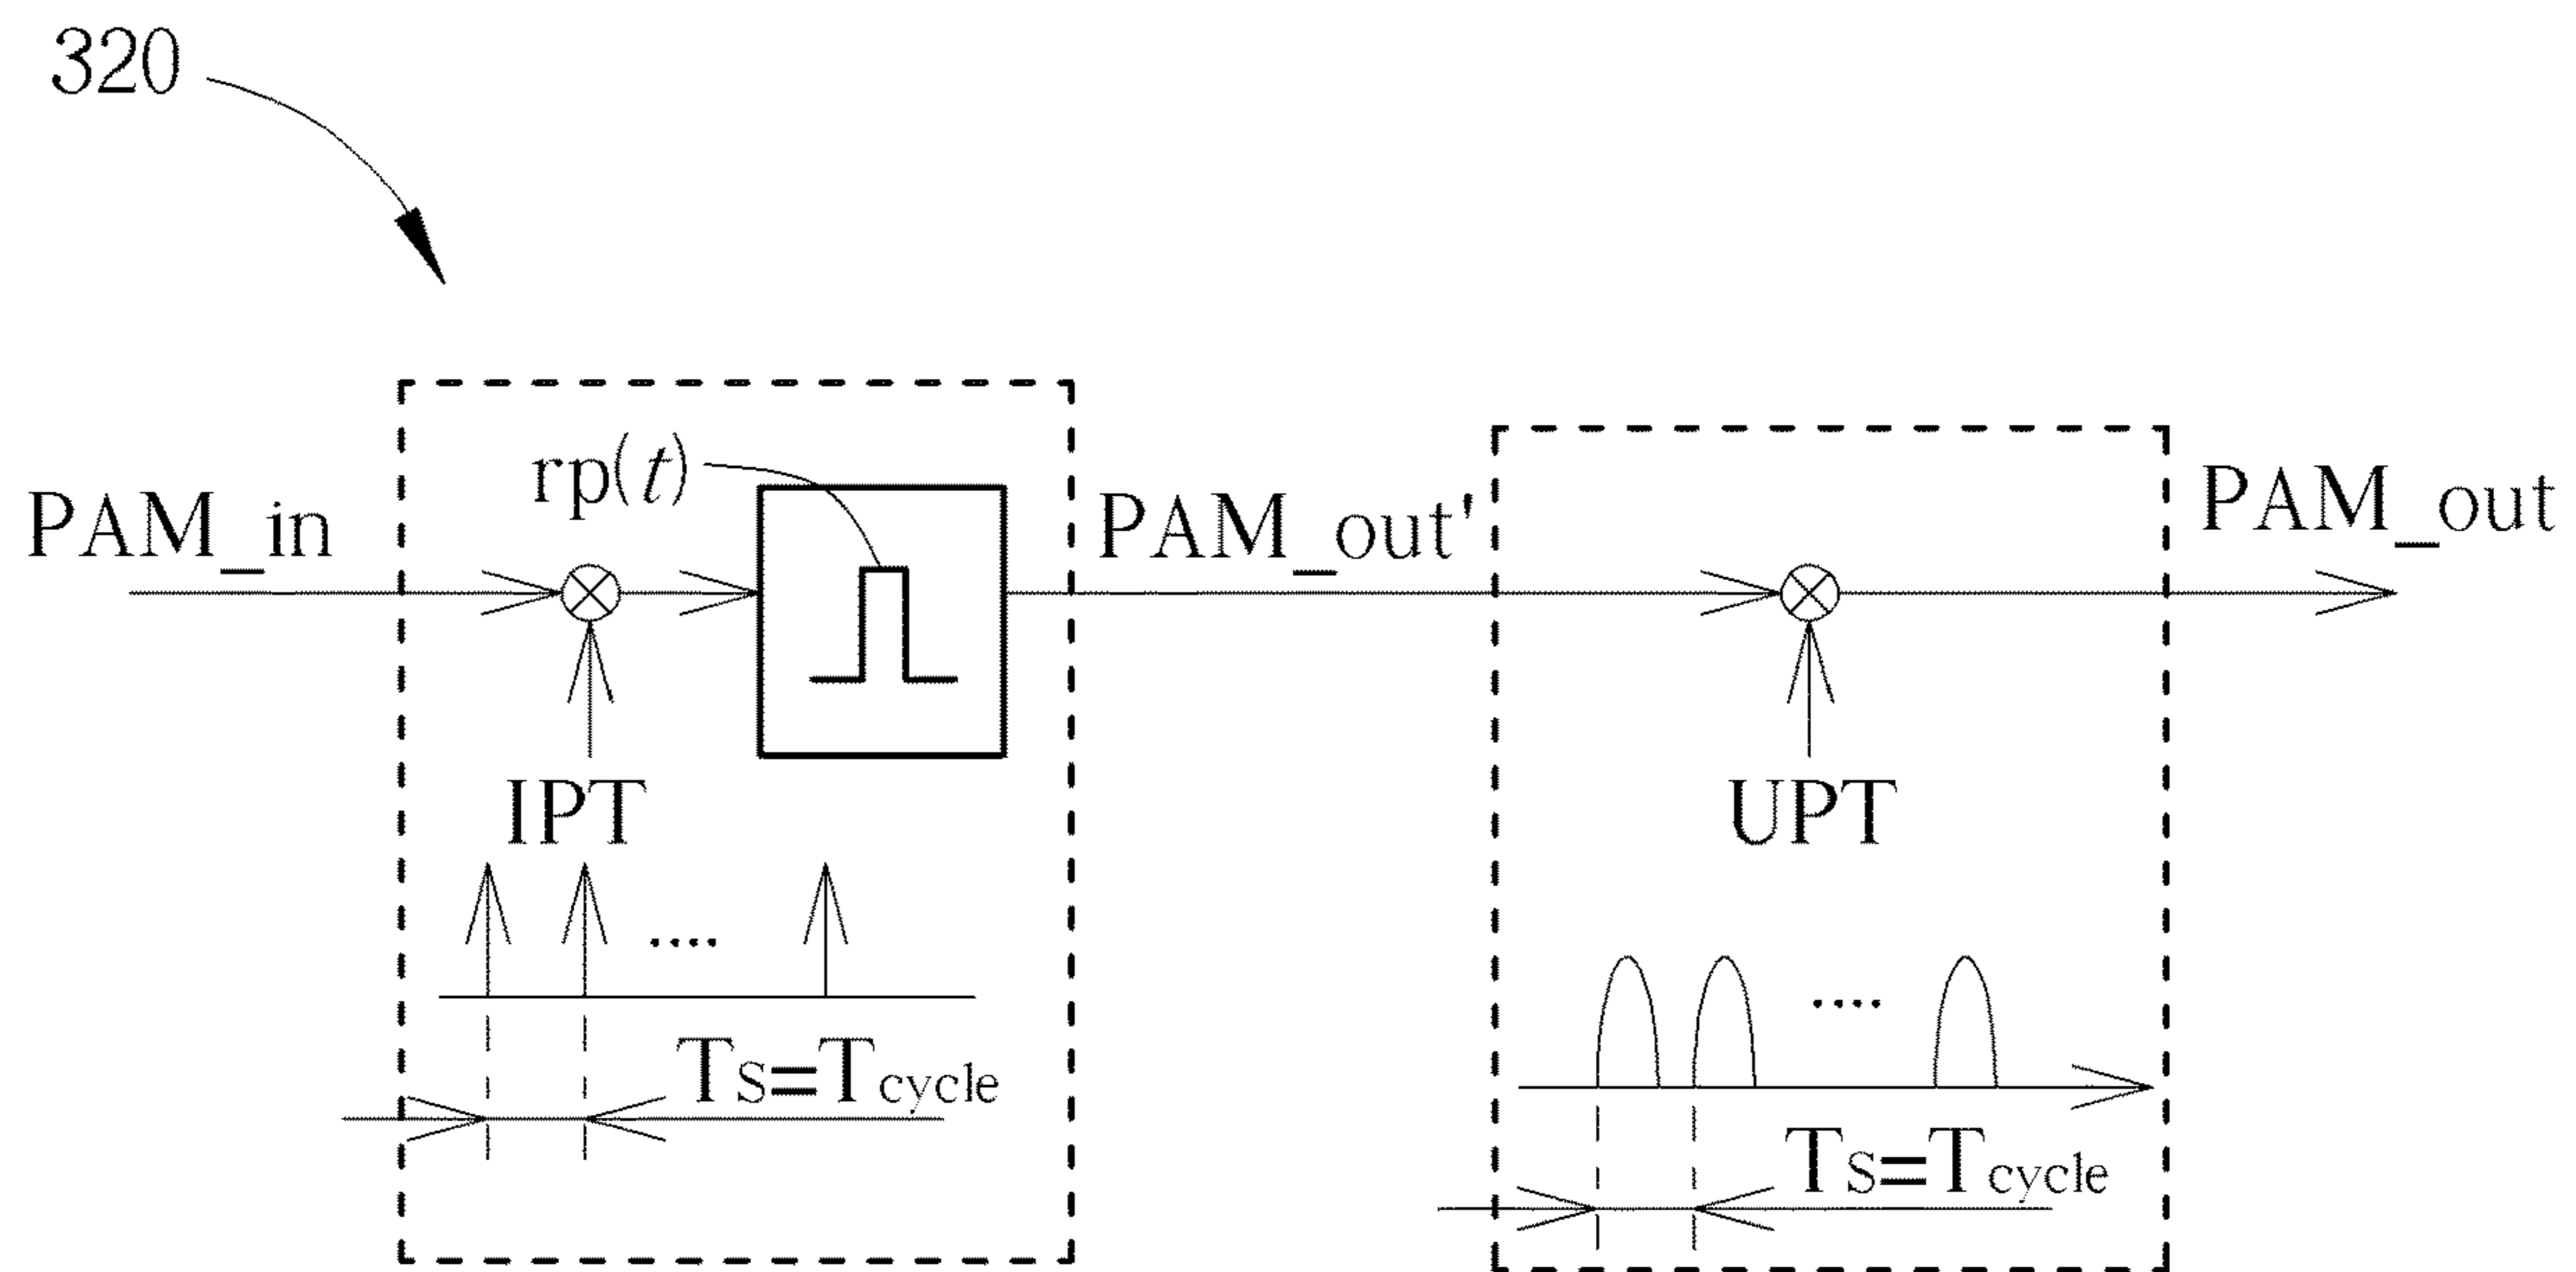 320
rp(t)
PAM_in
PAM_out'
PAM_out
IPT
UPT
....
....
Ts=Tcycle
Ts=Tcycle